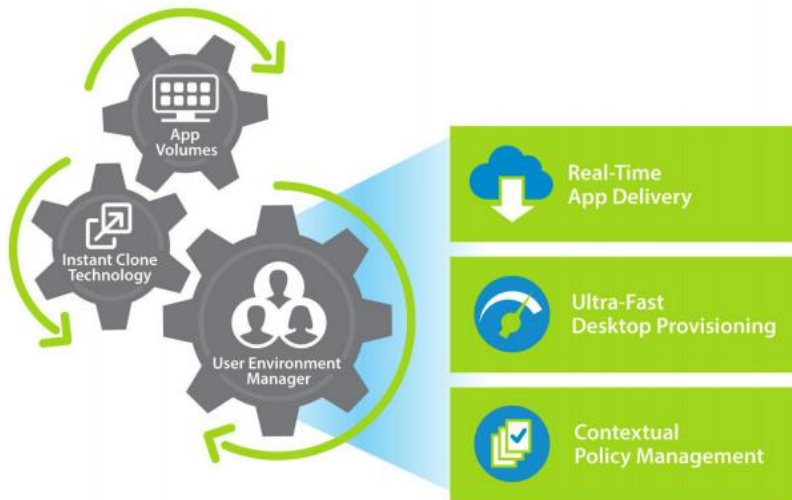 App
Volumes
Instant Clone
Technology
User Environment
Manager
Real-Time
App Delivery
Ultra-Fast
Desktop Provisioning
Contextual
Policy Management